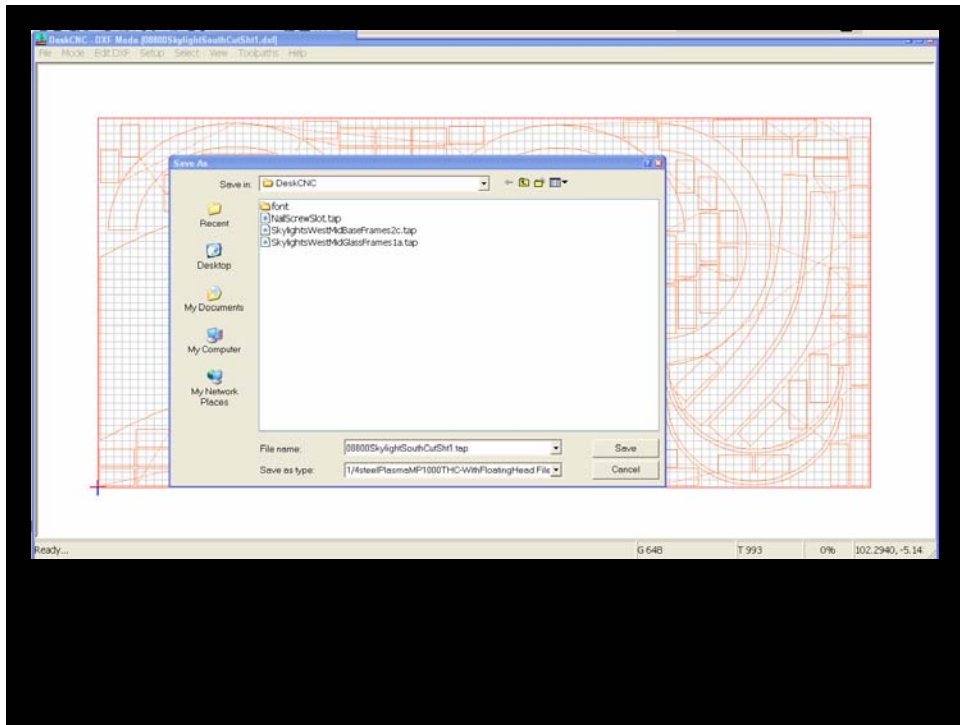 DeskCNC - DXF Mode [08800SkylightSouthCutSht1.dxf]
File Mode Edit DXF Setup Select View Toolpaths Help
Save As
Save in: DeskCNC
Recent
Desktop
My Documents
My Computer
My Network Places
font
NailScrewSlot.tap
SkylightsWestMidBaseFrames2c.tap
SkylightsWestMidGlassFrames1a.tap
File name: 08800SkylightSouthCutSht1.tap Save
Save as type: 1/4steelPlasmaMP1000THC-WithFloatingHead File Cancel
Ready... G 648 T 993 0% 102.2940, -5.14